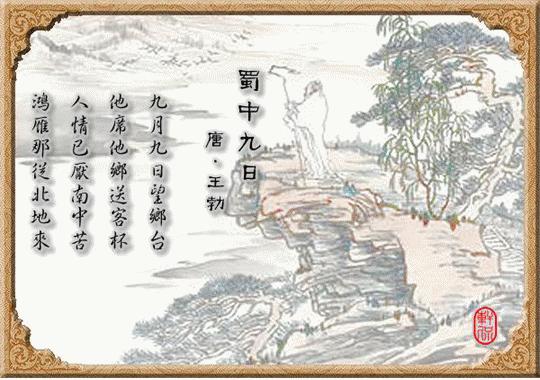 蜀中九日
唐·王勃
九月九日望鄉台
他席他鄉送客杯
人情已厭南中苦
鴻雁那從北地來